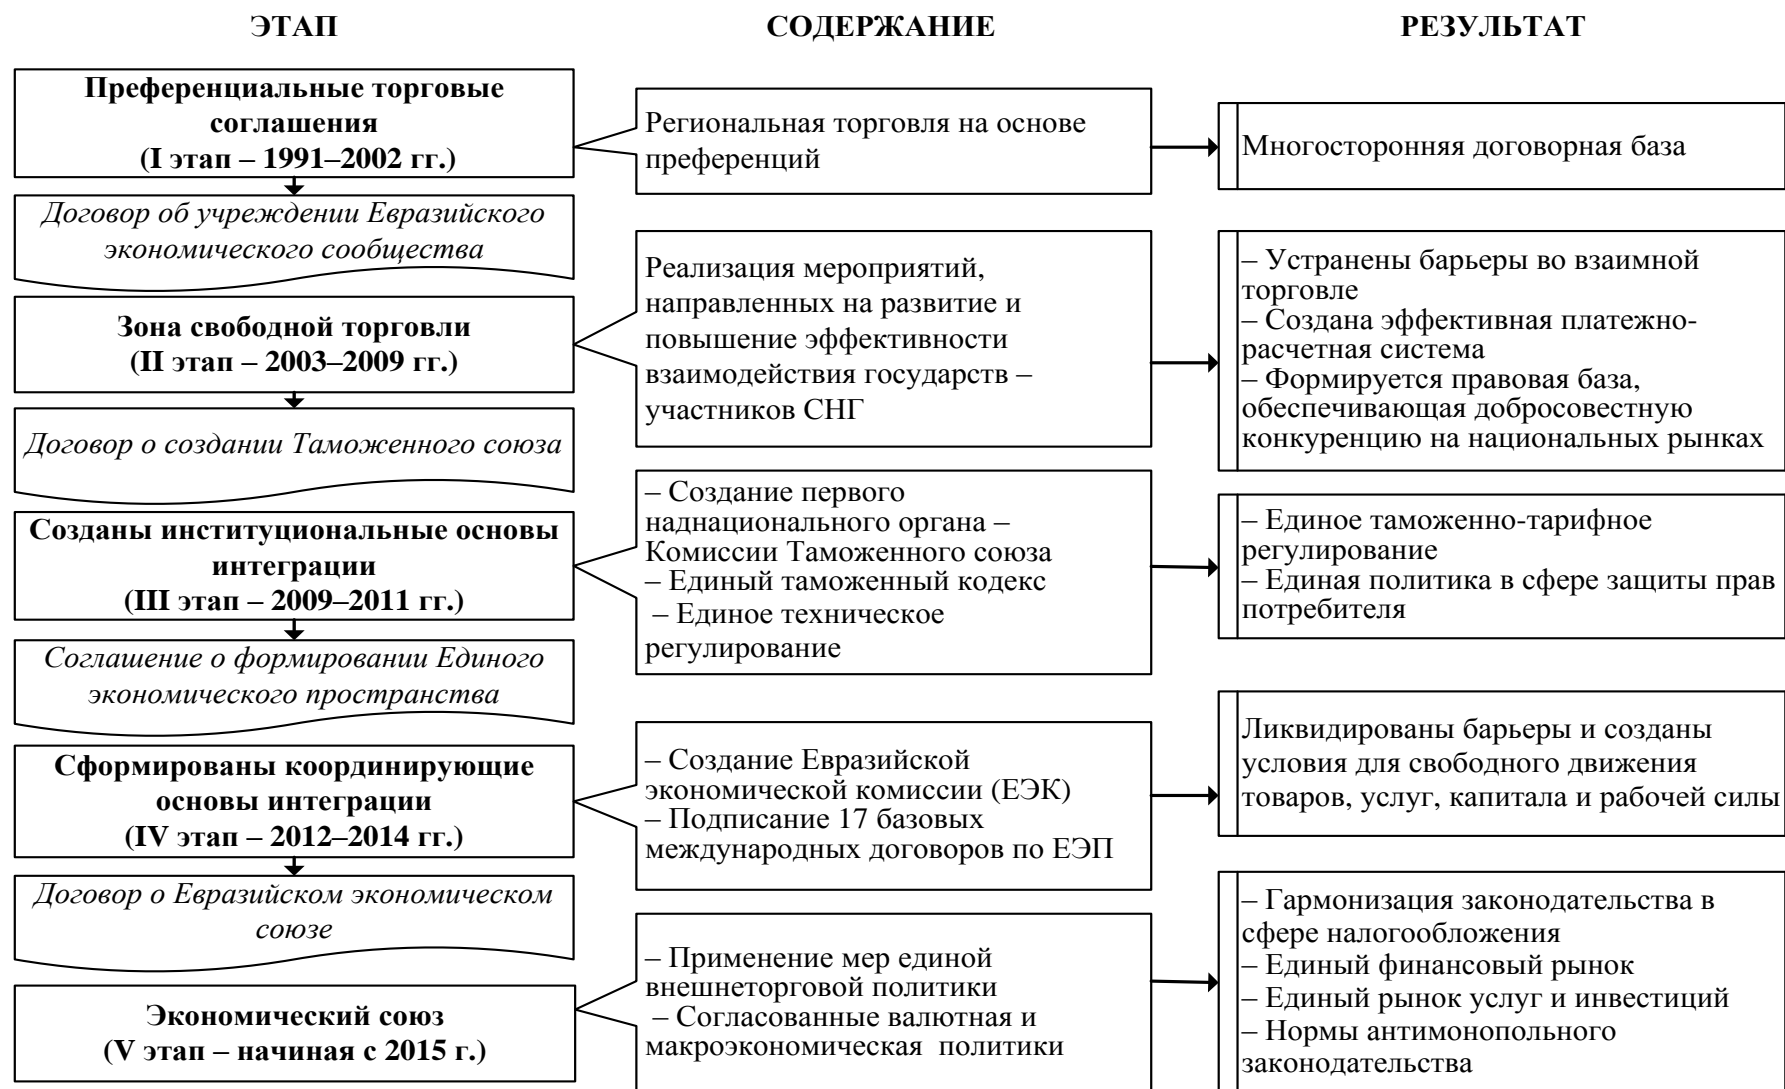 ЭТАП
СОДЕРЖАНИЕ
РЕЗУЛЬТАТ
Преференциальные торговые
соглашения
(I этап – 1991–2002 гг.)
Региональная торговля на основе
преференций
Многосторонняя договорная база
Договор об учреждении Евразийского
экономического сообщества
Зона свободной торговли
(II этап – 2003–2009 гг.)
Реализация мероприятий,
направленных на развитие и
повышение эффективности
взаимодействия государств –
участников СНГ
– Устранены барьеры во взаимной
торговле
– Создана эффективная платежно-
расчетная система
– Формируется правовая база,
обеспечивающая добросовестную
конкуренцию на национальных рынках
Договор о создании Таможенного союза
Созданы институциональные основы
интеграции
(III этап – 2009–2011 гг.)
– Создание первого
наднационального органа –
Комиссии Таможенного союза
– Единый таможенный кодекс
– Единое техническое
регулирование
– Единое таможенно-тарифное
регулирование
– Единая политика в сфере защиты прав
потребителя
Соглашение о формировании Единого
экономического пространства
Сформированы координирующие
основы интеграции
(IV этап – 2012–2014 гг.)
– Создание Евразийской
экономической комиссии (ЕЭК)
– Подписание 17 базовых
международных договоров по ЕЭП
Ликвидированы барьеры и созданы
условия для свободного движения
товаров, услуг, капитала и рабочей силы
Договор о Евразийском экономическом
союзе
Экономический союз
(V этап – начиная с 2015 г.)
– Применение мер единой
внешнеторговой политики
– Согласованные валютная и
макроэкономическая политики
– Гармонизация законодательства в
сфере налогообложения
– Единый финансовый рынок
– Единый рынок услуг и инвестиций
– Нормы антимонопольного
законодательства